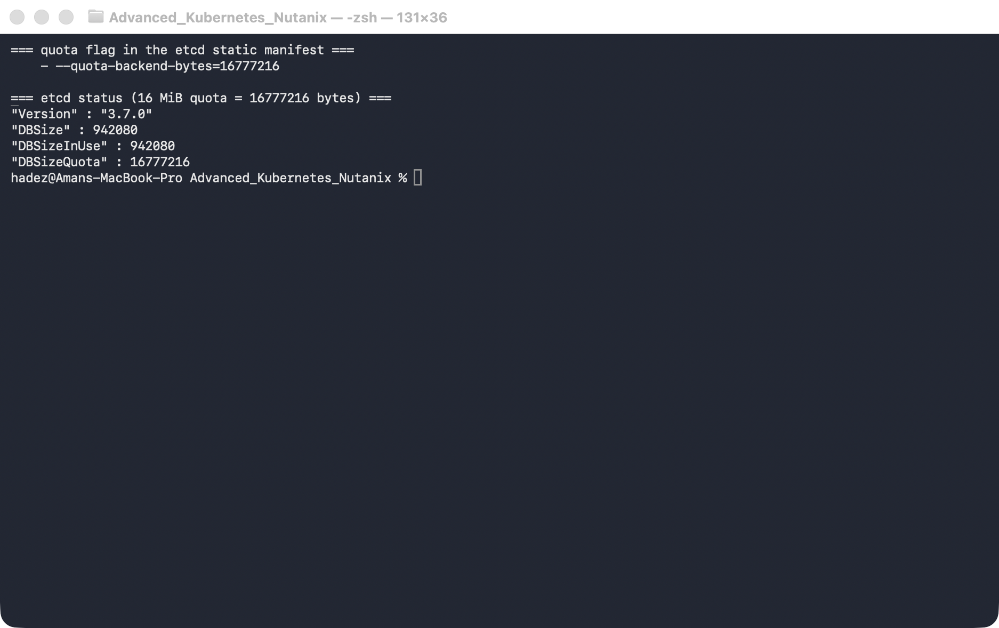 Advanced_Kubernetes_Nutanix — -zsh — 131×36
=== quota flag in the etcd static manifest ===
    - --quota-backend-bytes=16777216

=== etcd status (16 MiB quota = 16777216 bytes) ===
"Version" : "3.7.0"
"DBSize" : 942080
"DBSizeInUse" : 942080
"DBSizeQuota" : 16777216
hadez@Amans-MacBook-Pro Advanced_Kubernetes_Nutanix %